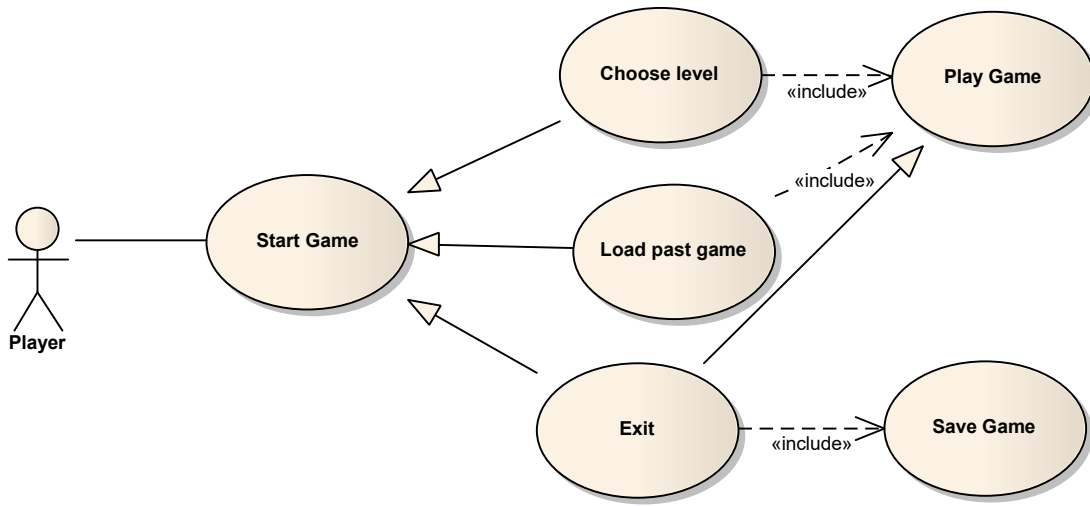 Choose level
«include»
Play Game
«include»
Start Game
Load past game
Player
Exit
«include»
Save Game